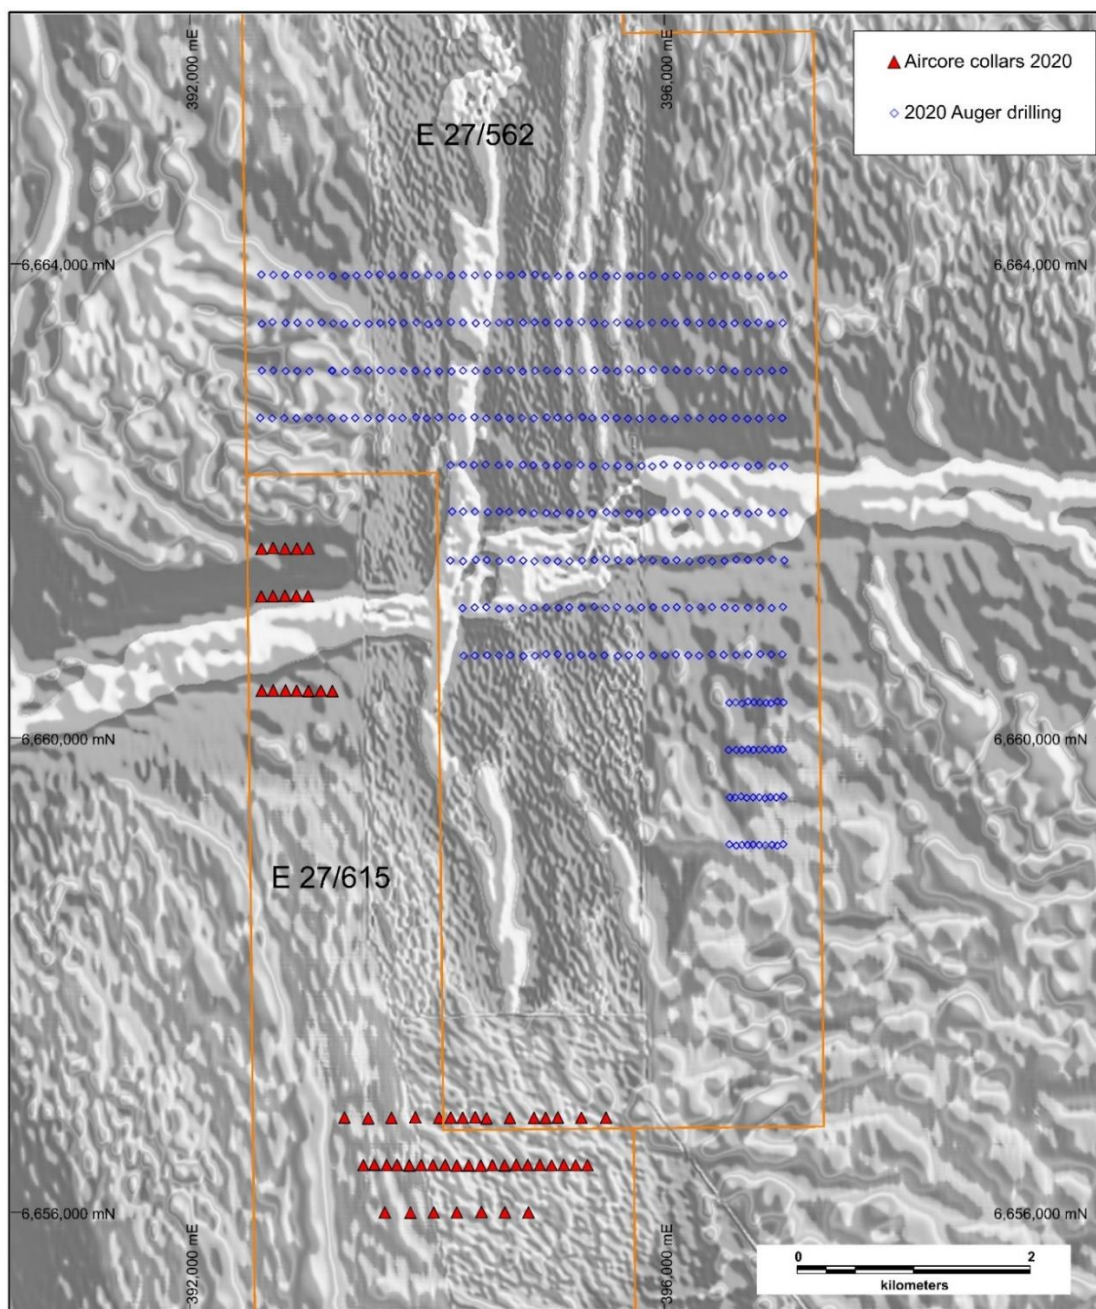 392,000 mE
396,000 mE
Aircore collars 2020
2020 Auger drilling
E 27/562
6,664,000 mN
6,664,000 mN
6,660,000 mN
6,660,000 mN
E 27/615
6,656,000 mN
6,656,000 mN
392,000 mE
396,000 mE
0
2
kilometers